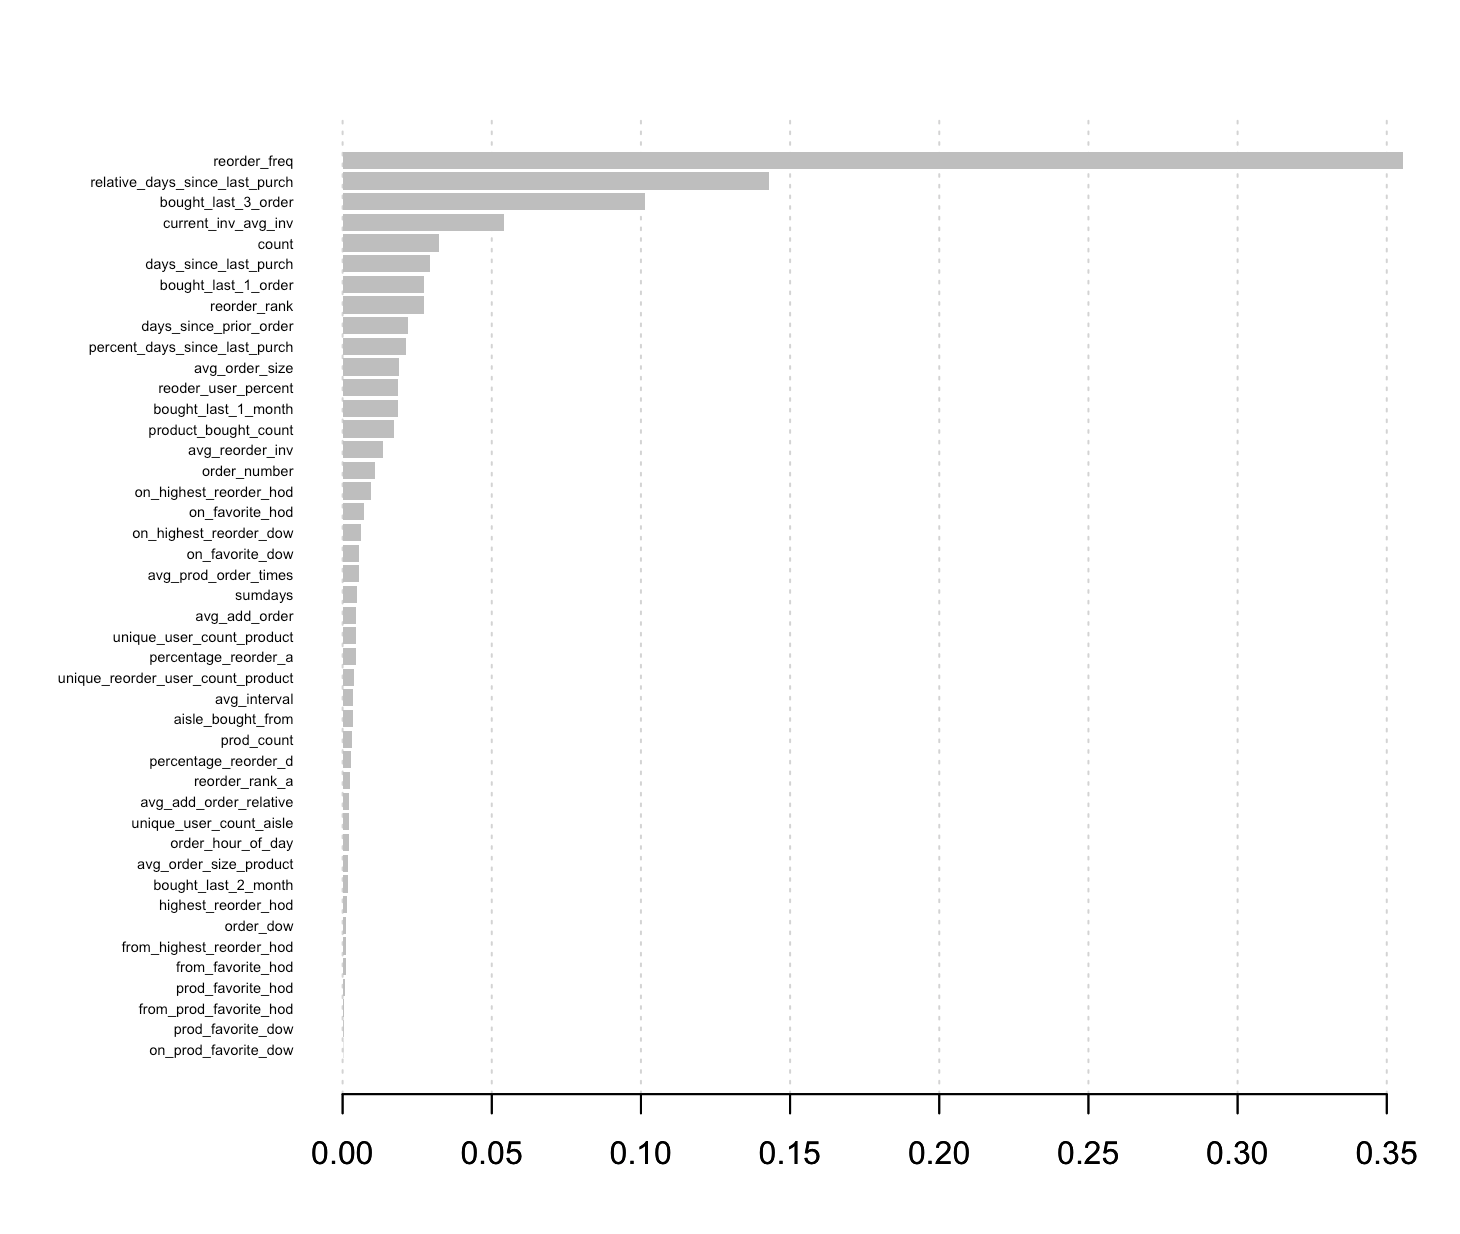 reorder_freq
relative_days_since_last_purch
bought_last_3_order
current_inv_avg_inv
count
days_since_last_purch
bought_last_1_order
reorder_rank
days_since_prior_order
percent_days_since_last_purch
avg_order_size
reoder_user_percent
bought_last_1_month
product_bought_count
avg_reorder_inv
order_number
on_highest_reorder_hod
on_favorite_hod
on_highest_reorder_dow
on_favorite_dow
avg_prod_order_times
sumdays
avg_add_order
unique_user_count_product
percentage_reorder_a
unique_reorder_user_count_product
avg_interval
aisle_bought_from
prod_count
percentage_reorder_d
reorder_rank_a
avg_add_order_relative
unique_user_count_aisle
order_hour_of_day
avg_order_size_product
bought_last_2_month
highest_reorder_hod
order_dow
from_highest_reorder_hod
from_favorite_hod
prod_favorite_hod
from_prod_favorite_hod
prod_favorite_dow
on_prod_favorite_dow
0.00 0.05 0.10 0.15 0.20 0.25 0.30 0.35